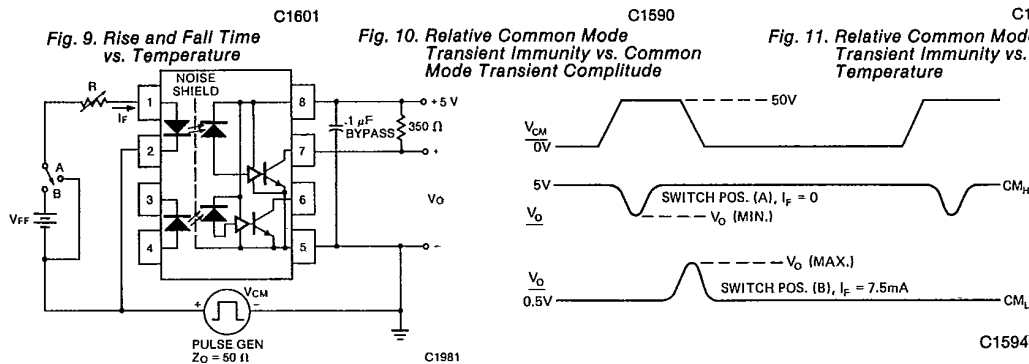 C1601
C1590
C1
Fig. 9. Rise and Fall Time
vs. Temperature
Fig. 10. Relative Common Mode
Transient Immunity vs. Common
Mode Transient Complitude
Fig. 11. Relative Common Mode
Transient Immunity vs.
Temperature
NOISE
SHIELD
R
IF
1
2
3
4
8
7
6
5
+5 V
.1 µF
BYPASS
350 Ω
+
VO
−
A
B
VFF
+
VCM
−
PULSE GEN
ZO = 50 Ω
C1981
50V
VCM
0V
5V
CMH
SWITCH POS. (A), IF = 0
VO
VO (MIN.)
VO (MAX.)
VO
0.5V
SWITCH POS. (B), IF = 7.5mA
CML
C1594